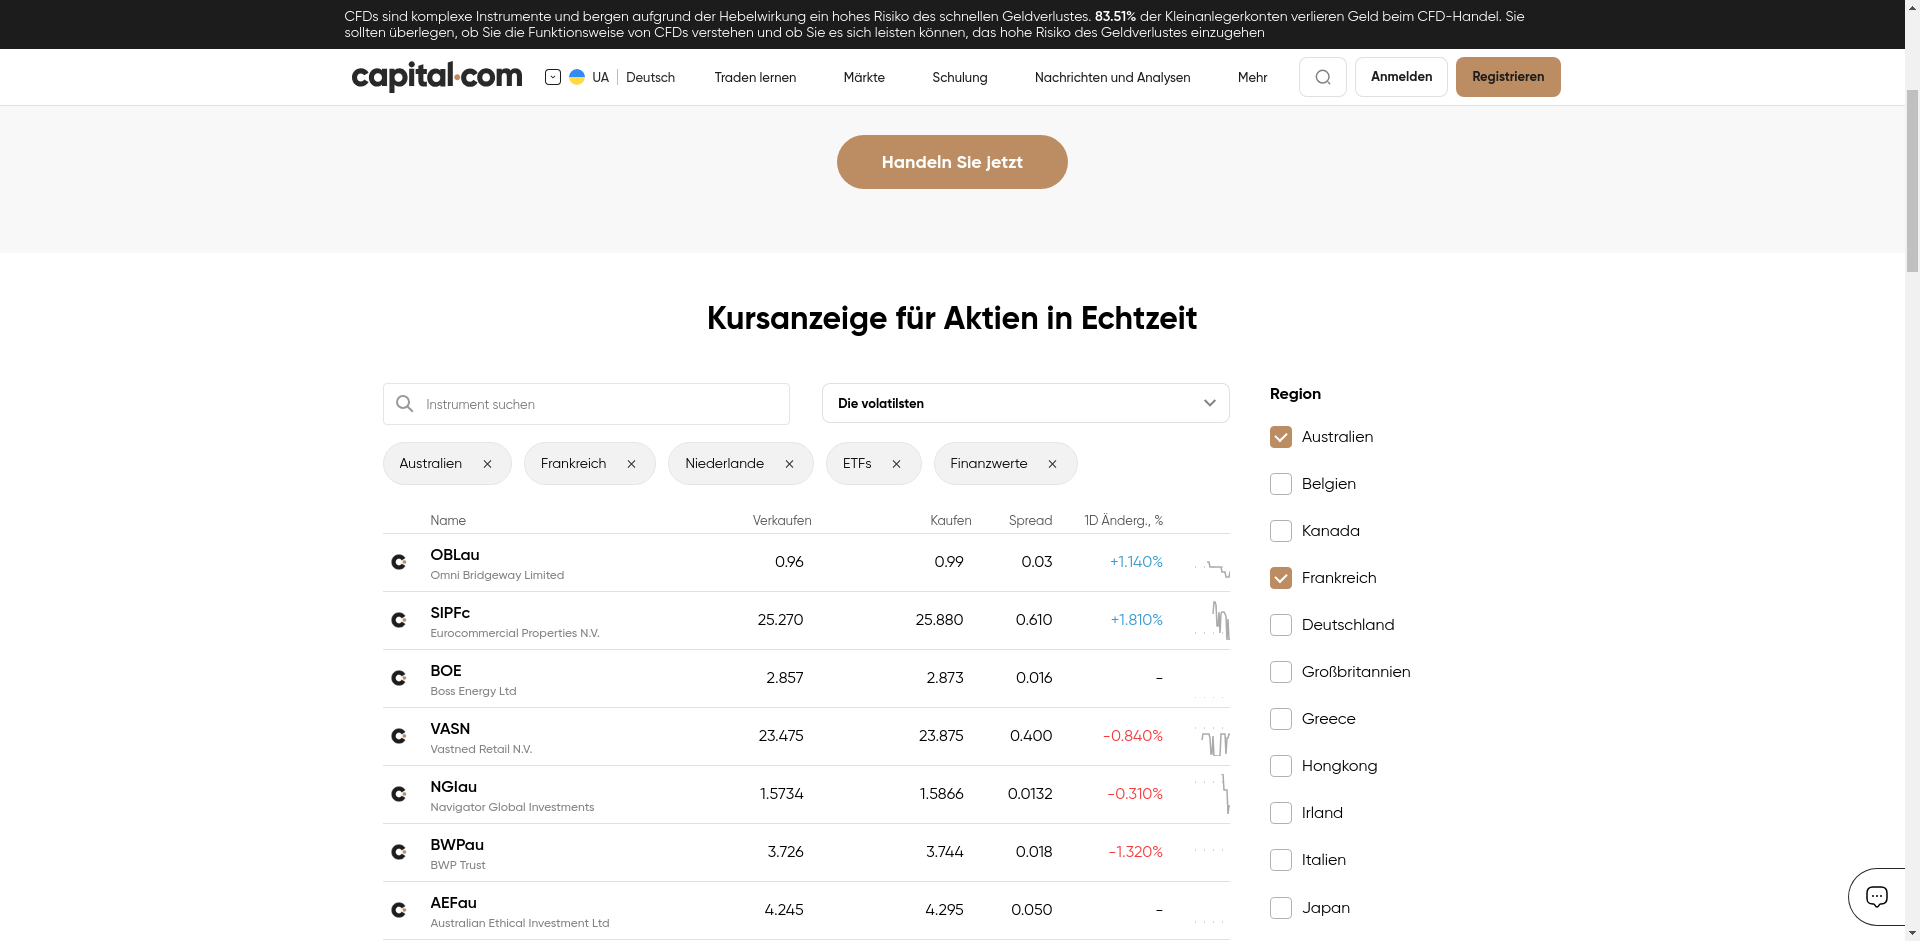 CFDs sind komplexe Instrumente und bergen aufgrund der Hebelwirkung ein hohes Risiko des schnellen Geldverlustes. 83.51% der Kleinanlegerkonten verlieren Geld beim CFD-Handel. Sie
sollten überlegen, ob Sie die Funktionsweise von CFDs verstehen und ob Sie es sich leisten können, das hohe Risiko des Geldverlustes einzugehen
capital.com UA Deutsch Traden lernen Märkte Schulung Nachrichten und Analysen Mehr Anmelden Registrieren
Handeln Sie jetzt
Kursanzeige für Aktien in Echtzeit
Instrument suchen
Die volatilsten
Australien Frankreich Niederlande ETFs Finanzwerte
Name Verkaufen Kaufen Spread 1D Änderg., %
OBLau 0.96 0.99 0.03 +1.140%
Omni Bridgeway Limited
SIPFc 25.270 25.880 0.610 +1.810%
Eurocommercial Properties N.V.
BOE 2.857 2.873 0.016 -
Boss Energy Ltd
VASN 23.475 23.875 0.400 -0.840%
Vastned Retail N.V.
NGIau 1.5734 1.5866 0.0132 -0.310%
Navigator Global Investments
BWPau 3.726 3.744 0.018 -1.320%
BWP Trust
AEFau 4.245 4.295 0.050 -
Australian Ethical Investment Ltd
Region
Australien
Belgien
Kanada
Frankreich
Deutschland
Großbritannien
Greece
Hongkong
Irland
Italien
Japan